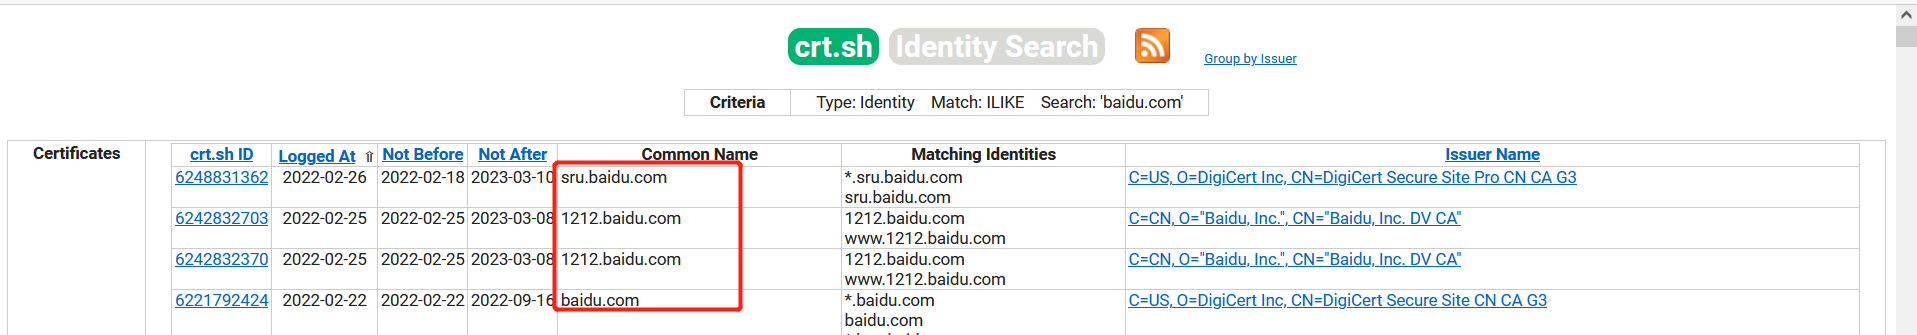 crt.sh Identity Search Group by Issuer
Criteria Type: Identity Match: ILIKE Search: 'baidu.com'
Certificates crt.sh ID Logged At ⇧ Not Before Not After Common Name Matching Identities Issuer Name
6248831362 2022-02-26 2022-02-18 2023-03-10 sru.baidu.com *.sru.baidu.com C=US, O=DigiCert Inc, CN=DigiCert Secure Site Pro CN CA G3
sru.baidu.com
6242832703 2022-02-25 2022-02-25 2023-03-08 1212.baidu.com 1212.baidu.com C=CN, O="Baidu, Inc.", CN="Baidu, Inc. DV CA"
www.1212.baidu.com
6242832370 2022-02-25 2022-02-25 2023-03-08 1212.baidu.com 1212.baidu.com C=CN, O="Baidu, Inc.", CN="Baidu, Inc. DV CA"
www.1212.baidu.com
6221792424 2022-02-22 2022-02-22 2022-09-16 baidu.com *.baidu.com C=US, O=DigiCert Inc, CN=DigiCert Secure Site CN CA G3
baidu.com